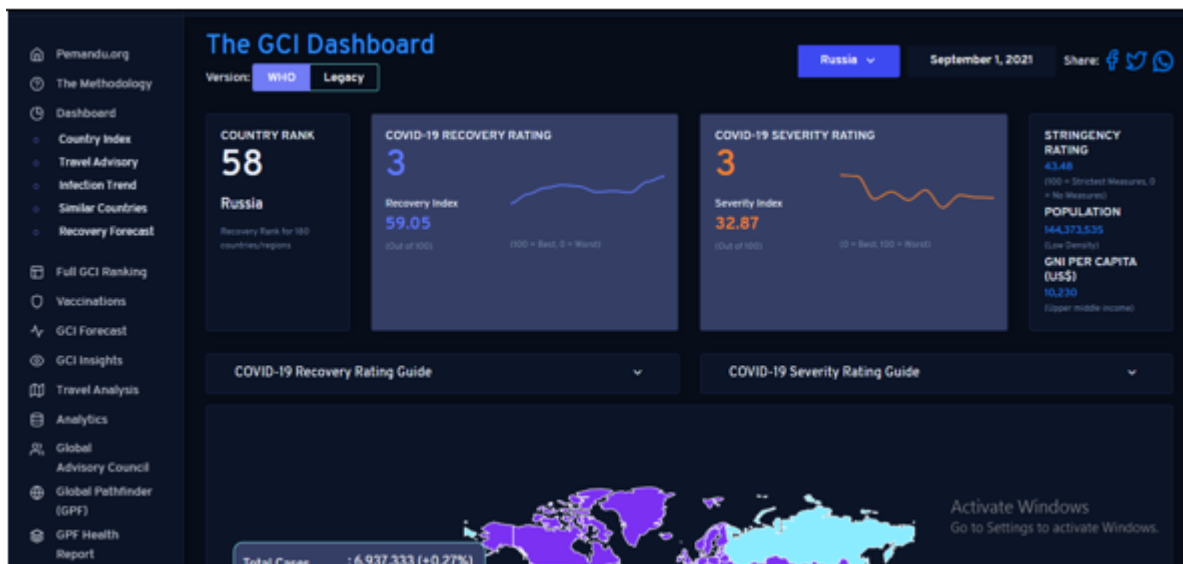 Pemandu.org
The Methodology
Dashboard
Country Index
Travel Advisory
Infection Trend
Similar Countries
Recovery Forecast
Full GCI Ranking
Vaccinations
GCI Forecast
GCI Insights
Travel Analysis
Analytics
Global
Advisory Council
Global Pathfinder
(GPF)
GPF Health
Report
The GCI Dashboard
Version: WHO Legacy
Russia
September 1, 2021
Share:
COUNTRY RANK
58
Russia
Recovery Rank for 180
countries/regions
COVID-19 RECOVERY RATING
3
Recovery Index
59.05
(Out of 100) (100 = Best, 0 = Worst)
COVID-19 SEVERITY RATING
3
Severity Index
32.87
(Out of 100) (0 = Best, 100 = Worst)
STRINGENCY
RATING
43.48
(100 = Strictest Measures, 0
= No Measures)
POPULATION
144,373,535
(Low Density)
GNI PER CAPITA
(US$)
10,230
(Upper middle income)
COVID-19 Recovery Rating Guide
COVID-19 Severity Rating Guide
Total Cases : 6,937,333 (+0.27%)
Activate Windows
Go to Settings to activate Windows.